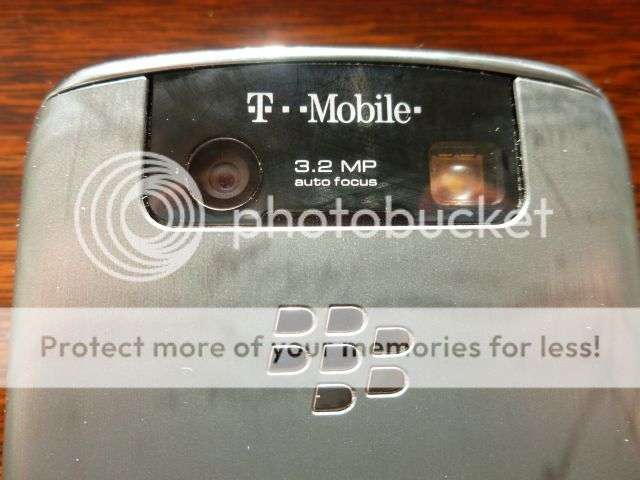 T··Mobile·
3.2 MP
auto focus
photobucket
Protect more of your memories for less!